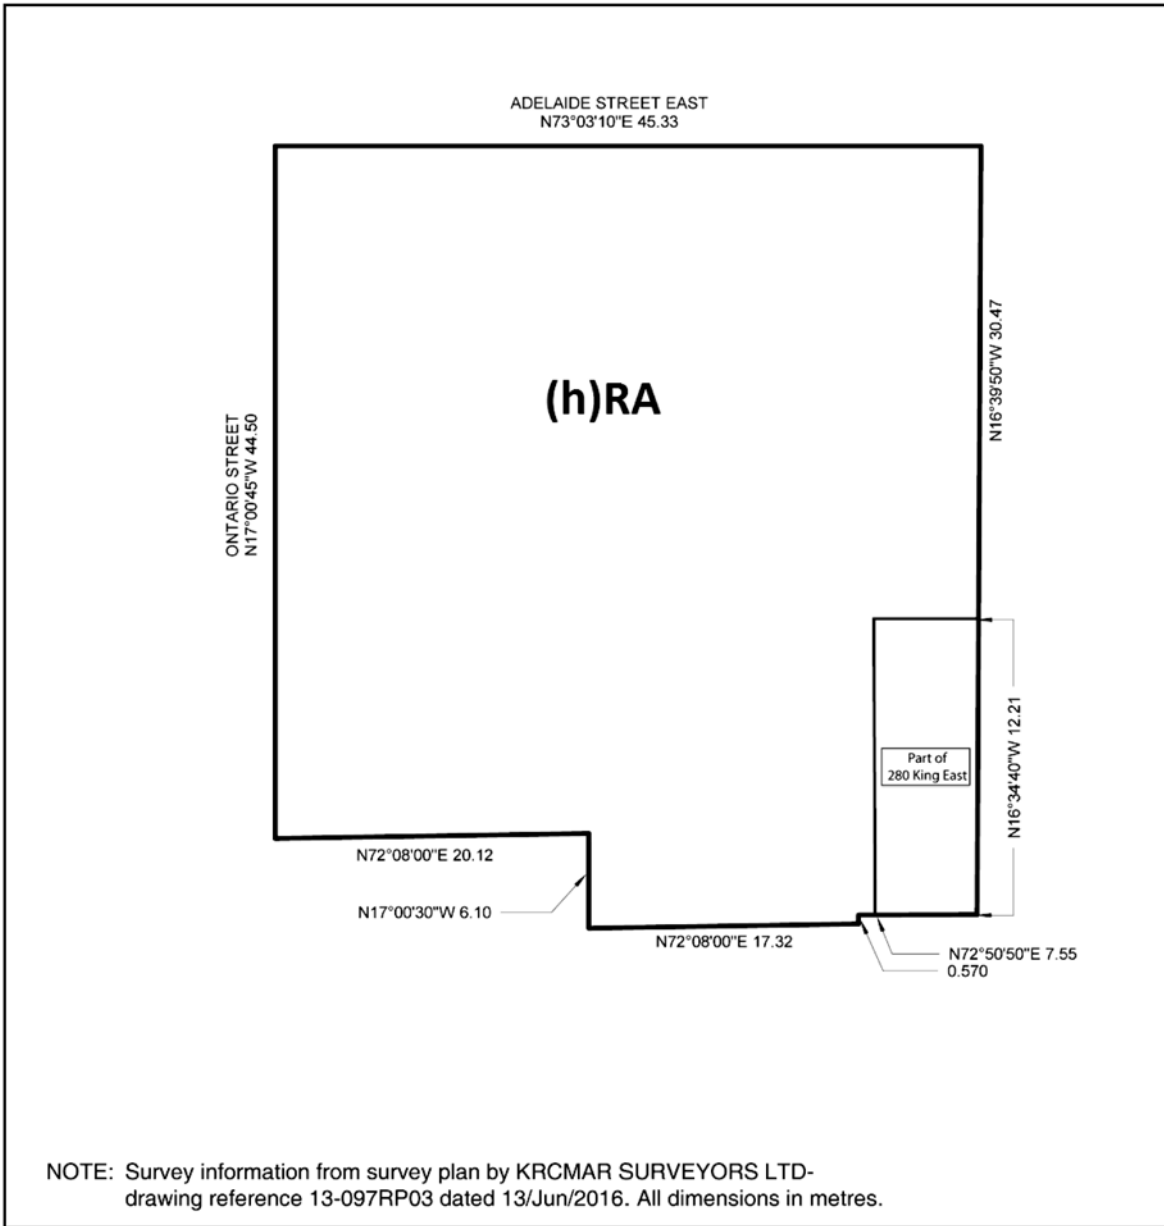 ADELAIDE STREET EAST
N73°03'10"E 45.33
(h)RA
ONTARIO STREET
N17°00'45"W 44.50
N16°39'50"W 30.47
Part of
280 King East
N16°34'40"W 12.21
N72°08'00"E 20.12
N17°00'30"W 6.10
N72°08'00"E 17.32
N72°50'50"E 7.55
0.570
NOTE: Survey information from survey plan by KRCMAR SURVEYORS LTD-
drawing reference 13-097RP03 dated 13/Jun/2016. All dimensions in metres.